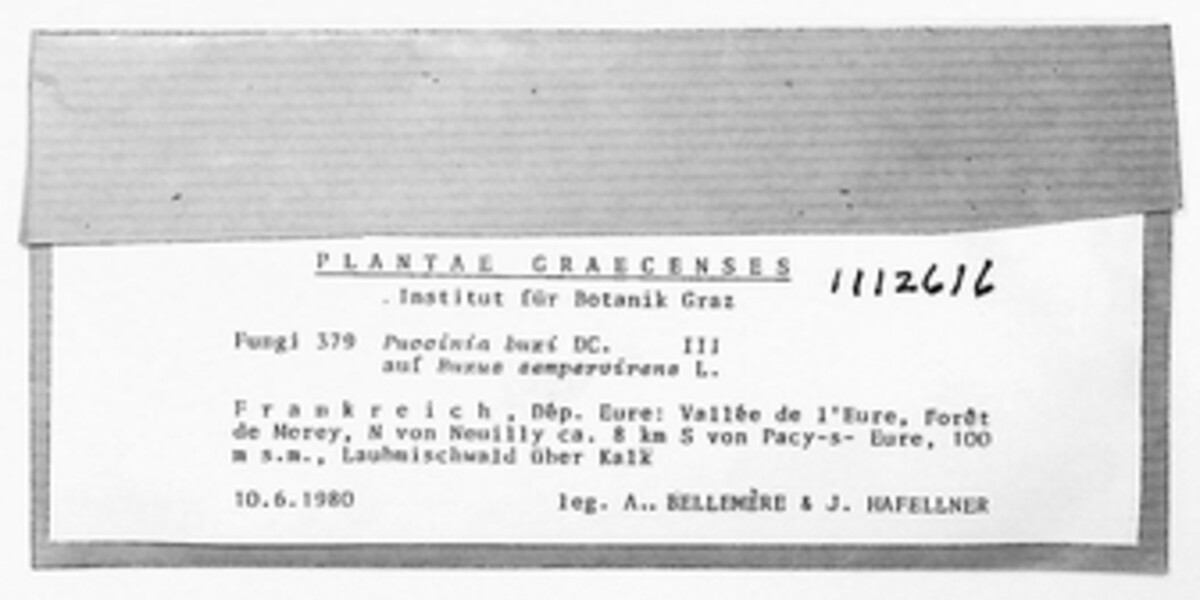 PLANTAE GRAECENSES 1112616
Institut für Botanik Graz
Fungi 379 Puccinia buxi DC. III
auf Buxus sempervirens L.
Frankreich, Dép. Eure: Vallée de l'Eure, Forêt
de Merey, N von Neuilly ca. 8 km S von Pacy-s- Eure, 100
m s.m., Laubmischwald über Kalk
10.6.1980 leg. A.. BELLEMÈRE & J. HAFELLNER